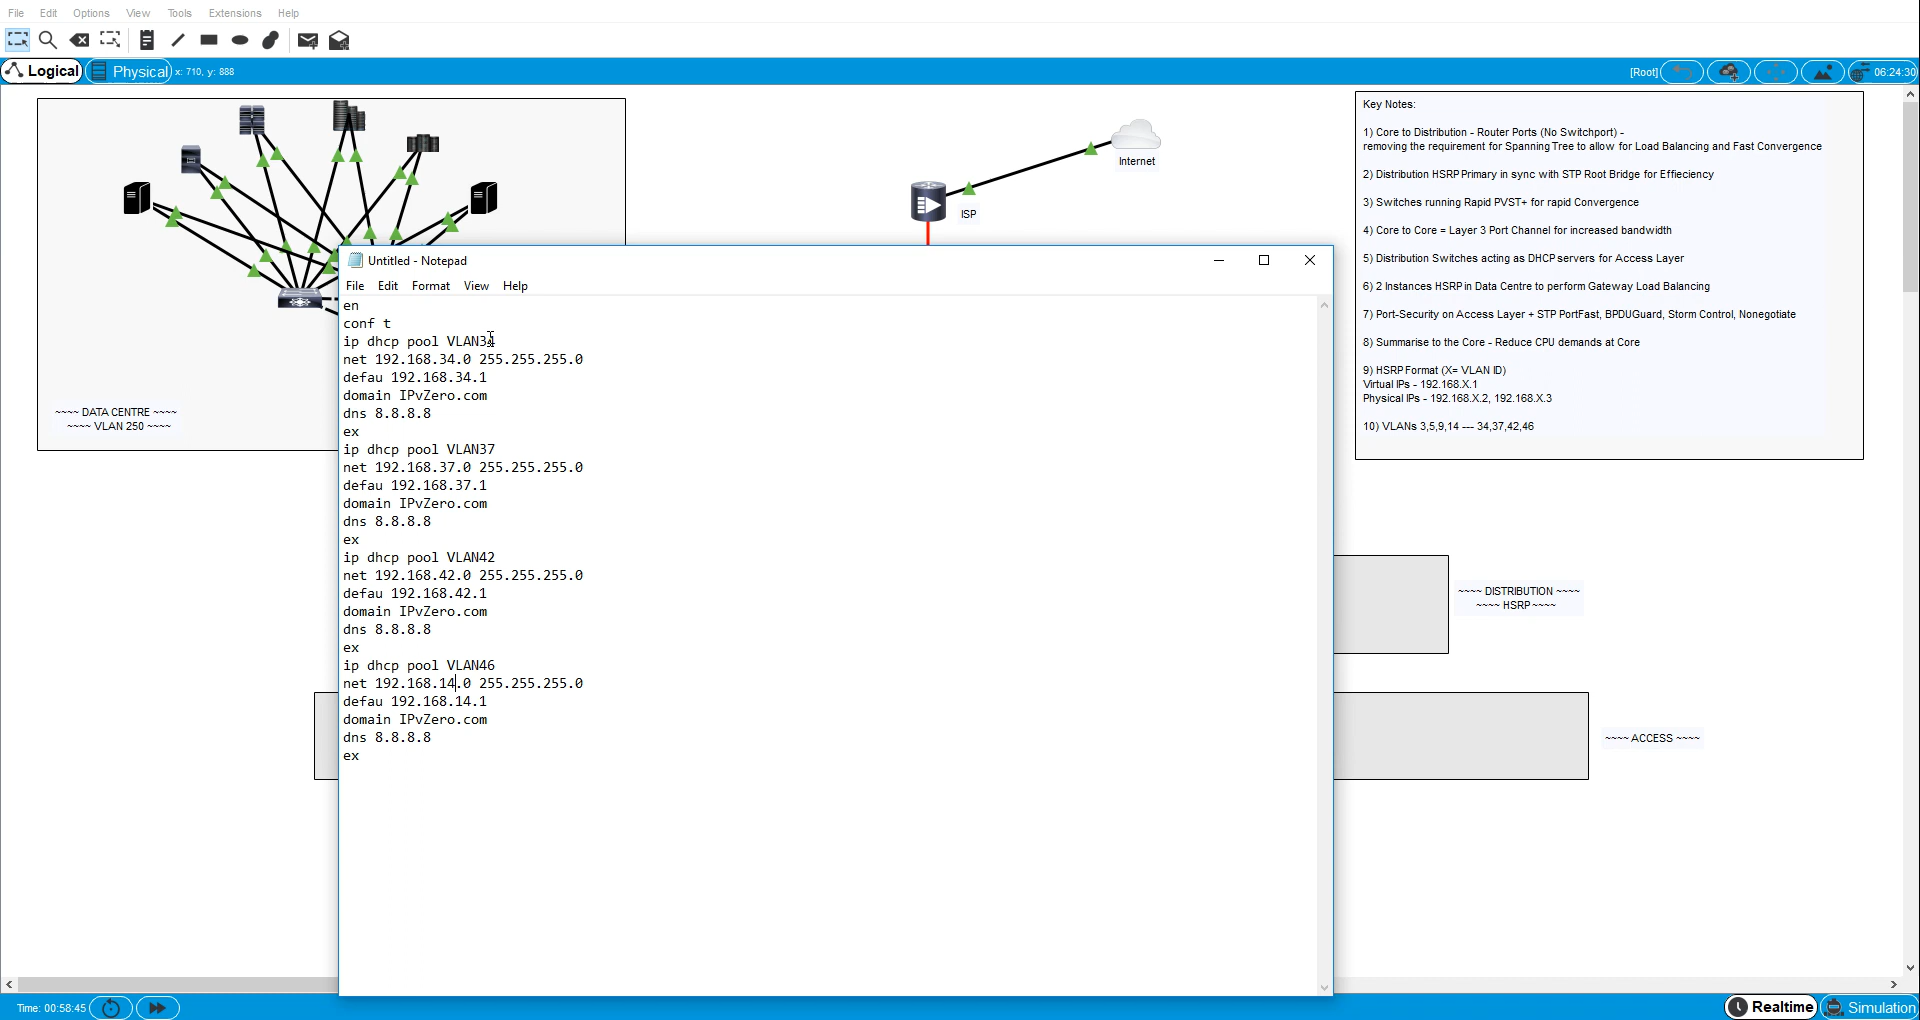 File Edit Options View Tools Extensions Help
Logical Physical x: 710, y: 888 [Root] 06:24:30
Internet
ISP
~~~~ DATA CENTRE ~~~~
~~~~ VLAN 250 ~~~~
Key Notes:
1) Core to Distribution - Router Ports (No Switchport) -
removing the requirement for Spanning Tree to allow for Load Balancing and Fast Convergence
2) Distribution HSRP Primary in sync with STP Root Bridge for Effieciency
3) Switches running Rapid PVST+ for rapid Convergence
4) Core to Core = Layer 3 Port Channel for increased bandwidth
5) Distribution Switches acting as DHCP servers for Access Layer
6) 2 Instances HSRP in Data Centre to perform Gateway Load Balancing
7) Port-Security on Access Layer + STP PortFast, BPDUGuard, Storm Control, Nonegotiate
8) Summarise to the Core - Reduce CPU demands at Core
9) HSRP Format (X= VLAN ID)
Virtual IPs - 192.168.X.1
Physical IPs - 192.168.X.2, 192.168.X.3
10) VLANs 3,5,9,14 --- 34,37,42,46
Untitled - Notepad
File Edit Format View Help
en
conf t
ip dhcp pool VLAN34
net 192.168.34.0 255.255.255.0
defau 192.168.34.1
domain IPvZero.com
dns 8.8.8.8
ex
ip dhcp pool VLAN37
net 192.168.37.0 255.255.255.0
defau 192.168.37.1
domain IPvZero.com
dns 8.8.8.8
ex
ip dhcp pool VLAN42
net 192.168.42.0 255.255.255.0
defau 192.168.42.1
domain IPvZero.com
dns 8.8.8.8
ex
ip dhcp pool VLAN46
net 192.168.14.0 255.255.255.0
defau 192.168.14.1
domain IPvZero.com
dns 8.8.8.8
ex
~~~~ DISTRIBUTION ~~~~
~~~~ HSRP ~~~~
~~~~ ACCESS ~~~~
Time: 00:58:45 Realtime Simulation